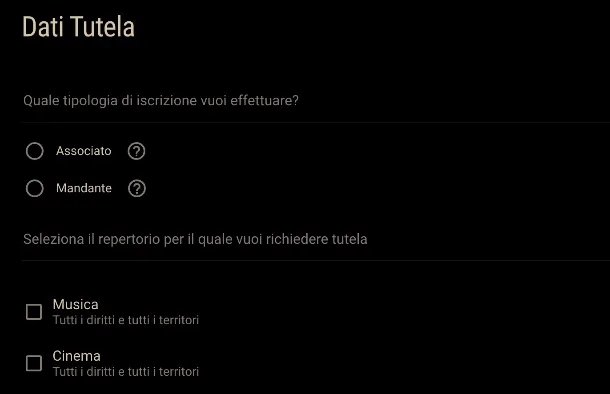 Dati Tutela
Quale tipologia di iscrizione vuoi effettuare?
Associato
Mandante
Seleziona il repertorio per il quale vuoi richiedere tutela
Musica
Tutti i diritti e tutti i territori
Cinema
Tutti i diritti e tutti i territori